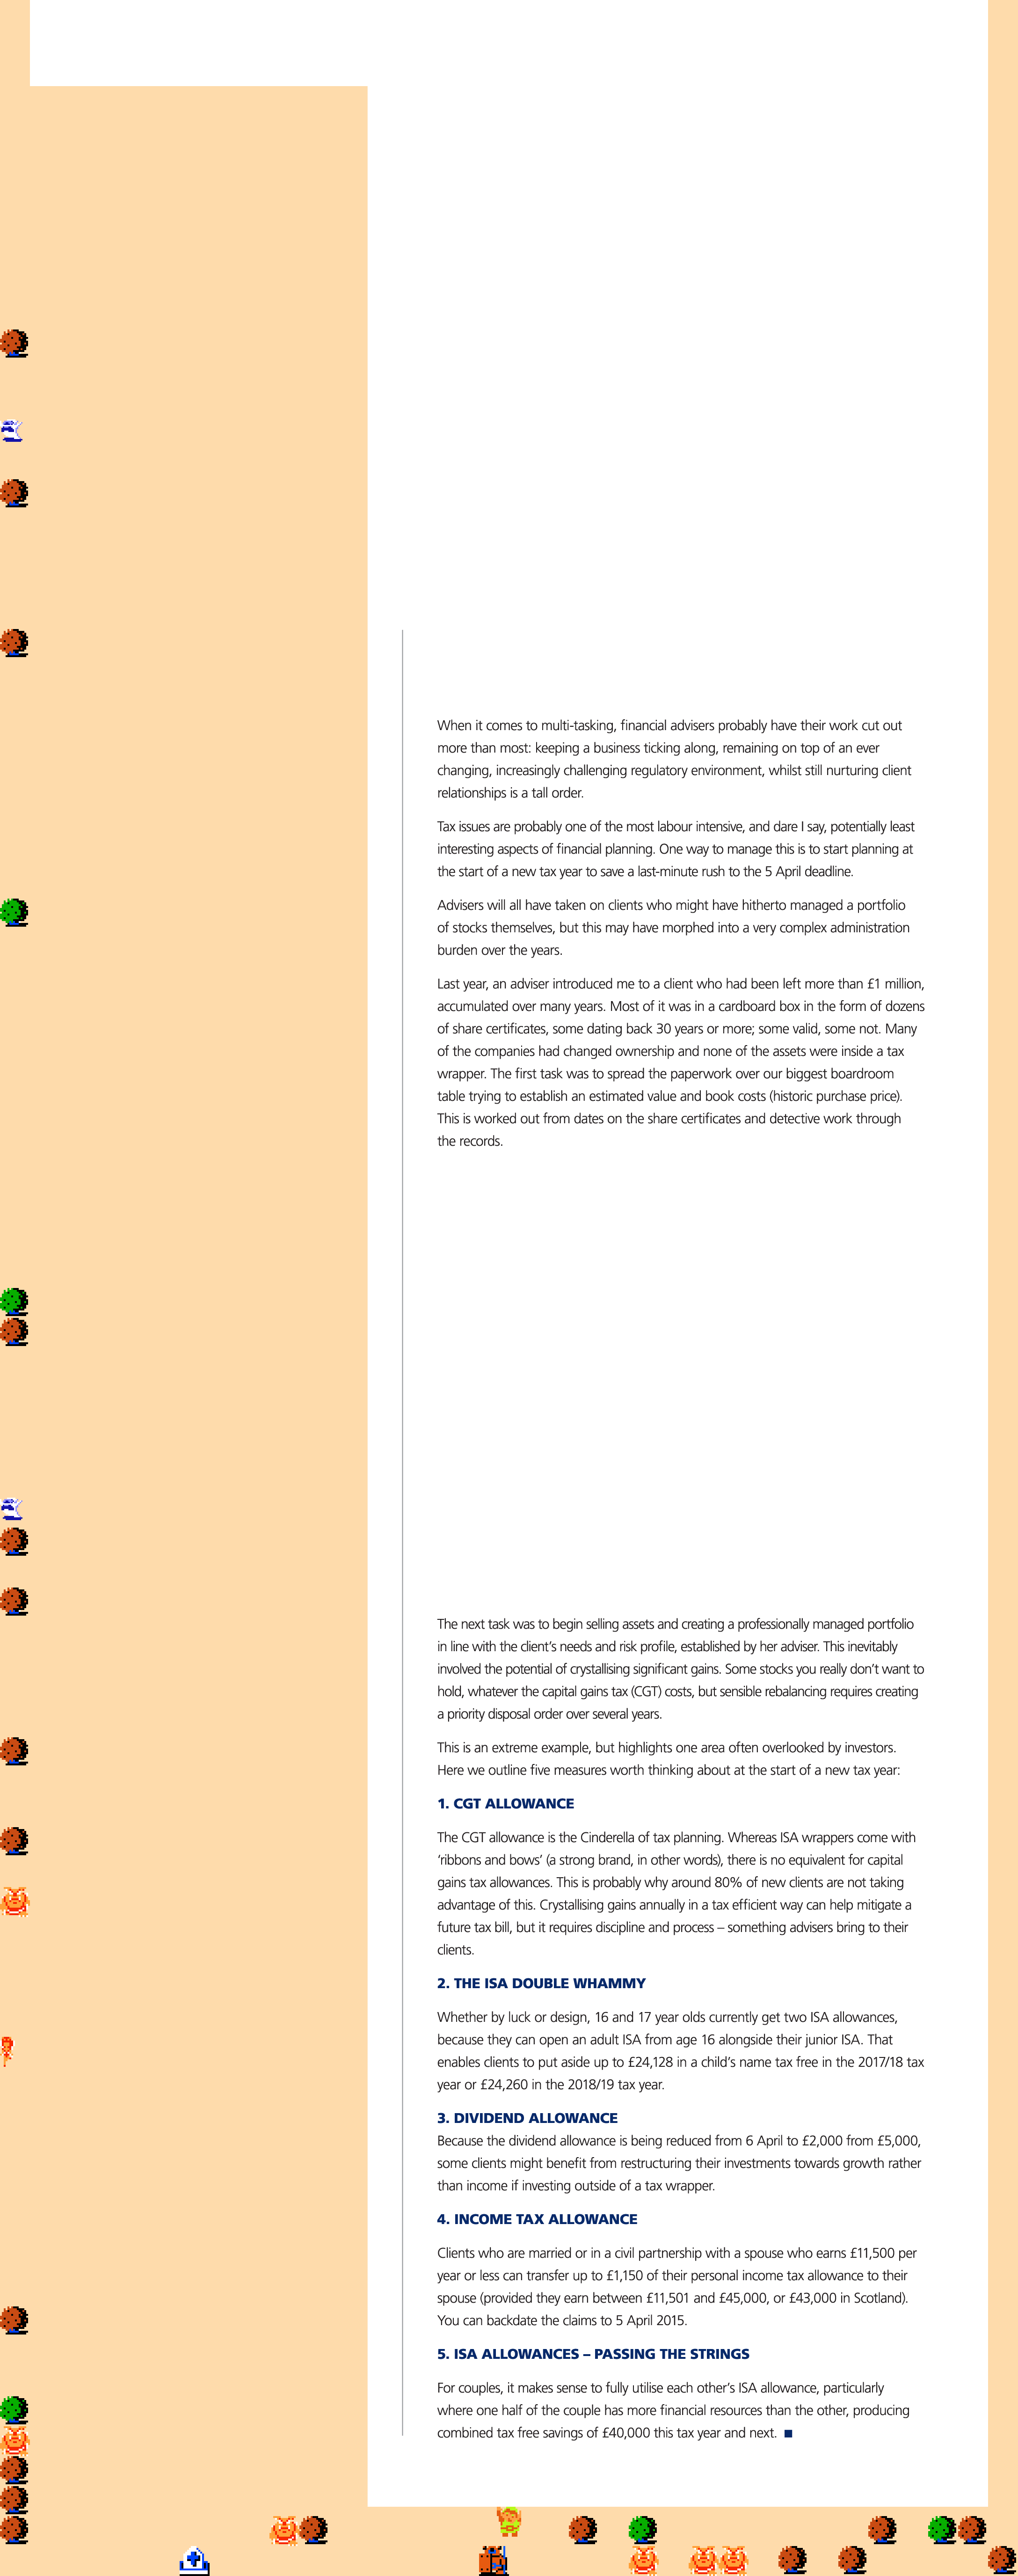 When it comes to multi-tasking, financial advisers probably have their work cut out
more than most: keeping a business ticking along, remaining on top of an ever
changing, increasingly challenging regulatory environment, whilst still nurturing client
relationships is a tall order.
Tax issues are probably one of the most labour intensive, and dare I say, potentially least
interesting aspects of financial planning. One way to manage this is to start planning at
the start of a new tax year to save a last-minute rush to the 5 April deadline.
Advisers will all have taken on clients who might have hitherto managed a portfolio
of stocks themselves, but this may have morphed into a very complex administration
burden over the years.
Last year, an adviser introduced me to a client who had been left more than £1 million,
accumulated over many years. Most of it was in a cardboard box in the form of dozens
of share certificates, some dating back 30 years or more; some valid, some not. Many
of the companies had changed ownership and none of the assets were inside a tax
wrapper. The first task was to spread the paperwork over our biggest boardroom
table trying to establish an estimated value and book costs (historic purchase price).
This is worked out from dates on the share certificates and detective work through
the records.
The next task was to begin selling assets and creating a professionally managed portfolio
in line with the client’s needs and risk profile, established by her adviser. This inevitably
involved the potential of crystallising significant gains. Some stocks you really don’t want to
hold, whatever the capital gains tax (CGT) costs, but sensible rebalancing requires creating
a priority disposal order over several years.
This is an extreme example, but highlights one area often overlooked by investors.
Here we outline five measures worth thinking about at the start of a new tax year:
1. CGT ALLOWANCE
The CGT allowance is the Cinderella of tax planning. Whereas ISA wrappers come with
‘ribbons and bows’ (a strong brand, in other words), there is no equivalent for capital
gains tax allowances. This is probably why around 80% of new clients are not taking
advantage of this. Crystallising gains annually in a tax efficient way can help mitigate a
future tax bill, but it requires discipline and process – something advisers bring to their
clients.
2. THE ISA DOUBLE WHAMMY
Whether by luck or design, 16 and 17 year olds currently get two ISA allowances,
because they can open an adult ISA from age 16 alongside their junior ISA. That
enables clients to put aside up to £24,128 in a child’s name tax free in the 2017/18 tax
year or £24,260 in the 2018/19 tax year.
3. DIVIDEND ALLOWANCE
Because the dividend allowance is being reduced from 6 April to £2,000 from £5,000,
some clients might benefit from restructuring their investments towards growth rather
than income if investing outside of a tax wrapper.
4. INCOME TAX ALLOWANCE
Clients who are married or in a civil partnership with a spouse who earns £11,500 per
year or less can transfer up to £1,150 of their personal income tax allowance to their
spouse (provided they earn between £11,501 and £45,000, or £43,000 in Scotland).
You can backdate the claims to 5 April 2015.
5. ISA ALLOWANCES – PASSING THE STRINGS
For couples, it makes sense to fully utilise each other’s ISA allowance, particularly
where one half of the couple has more financial resources than the other, producing
combined tax free savings of £40,000 this tax year and next. ■